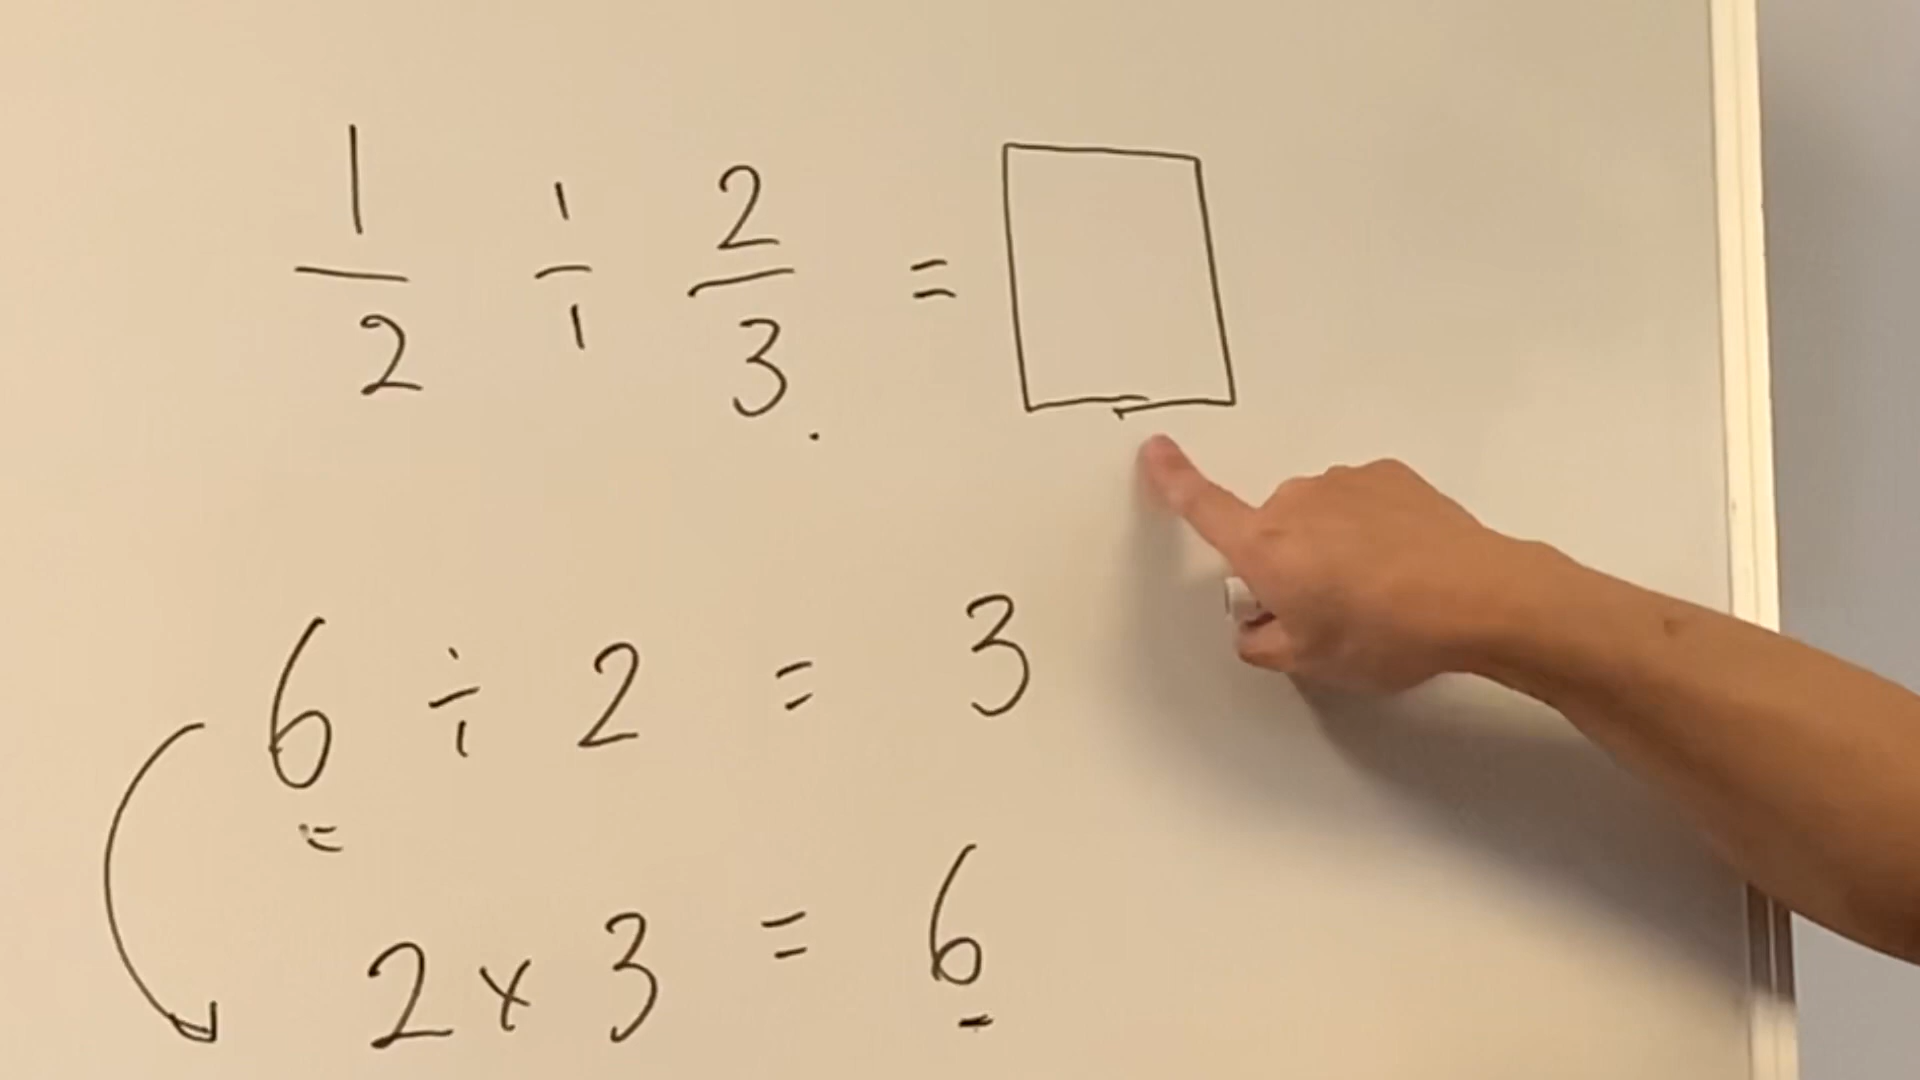 1/2 ÷ 2/3 = □
6 ÷ 2 = 3
2 × 3 = 6